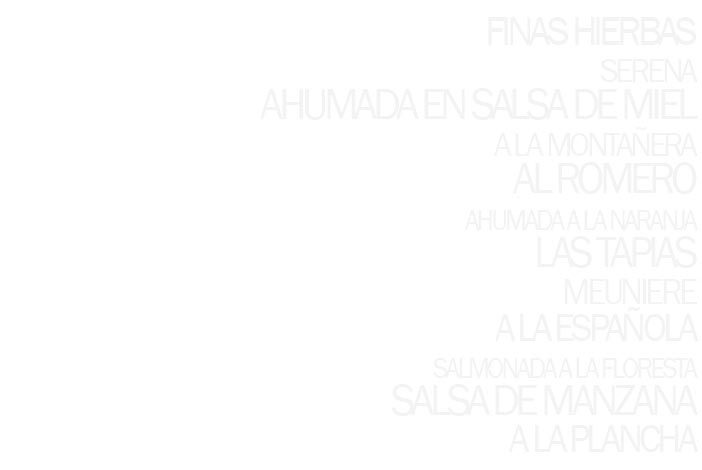 FINAS HIERBAS
SERENA
AHUMADA EN SALSA DE MIEL
A LA MONTAÑERA
AL ROMERO
AHUMADA A LA NARANJA
LAS TAPIAS
MEUNIERE
A LA ESPAÑOLA
SALMONADA A LA FLORESTA
SALSA DE MANZANA
A LA PLANCHA